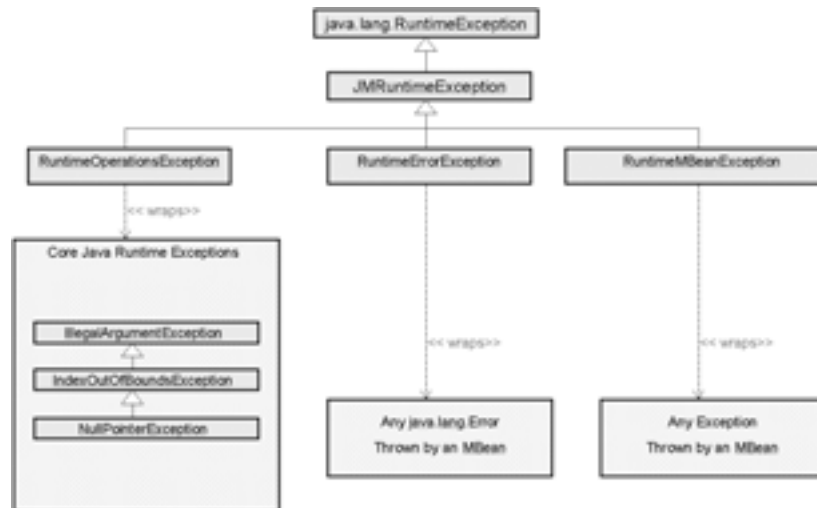 java.lang.RuntimeException
JMRuntimeException
RuntimeOperationsException
RuntimeErrorException
RuntimeMBeanException
<< wraps>>
Core Java Runtime Exceptions
IllegalArgumentException
IndexOutOfBoundsException
NullPointerException
<< wraps>>
<< wraps>>
Any java.lang.Error
Thrown by an MBean
Any Exception
Thrown by an MBean